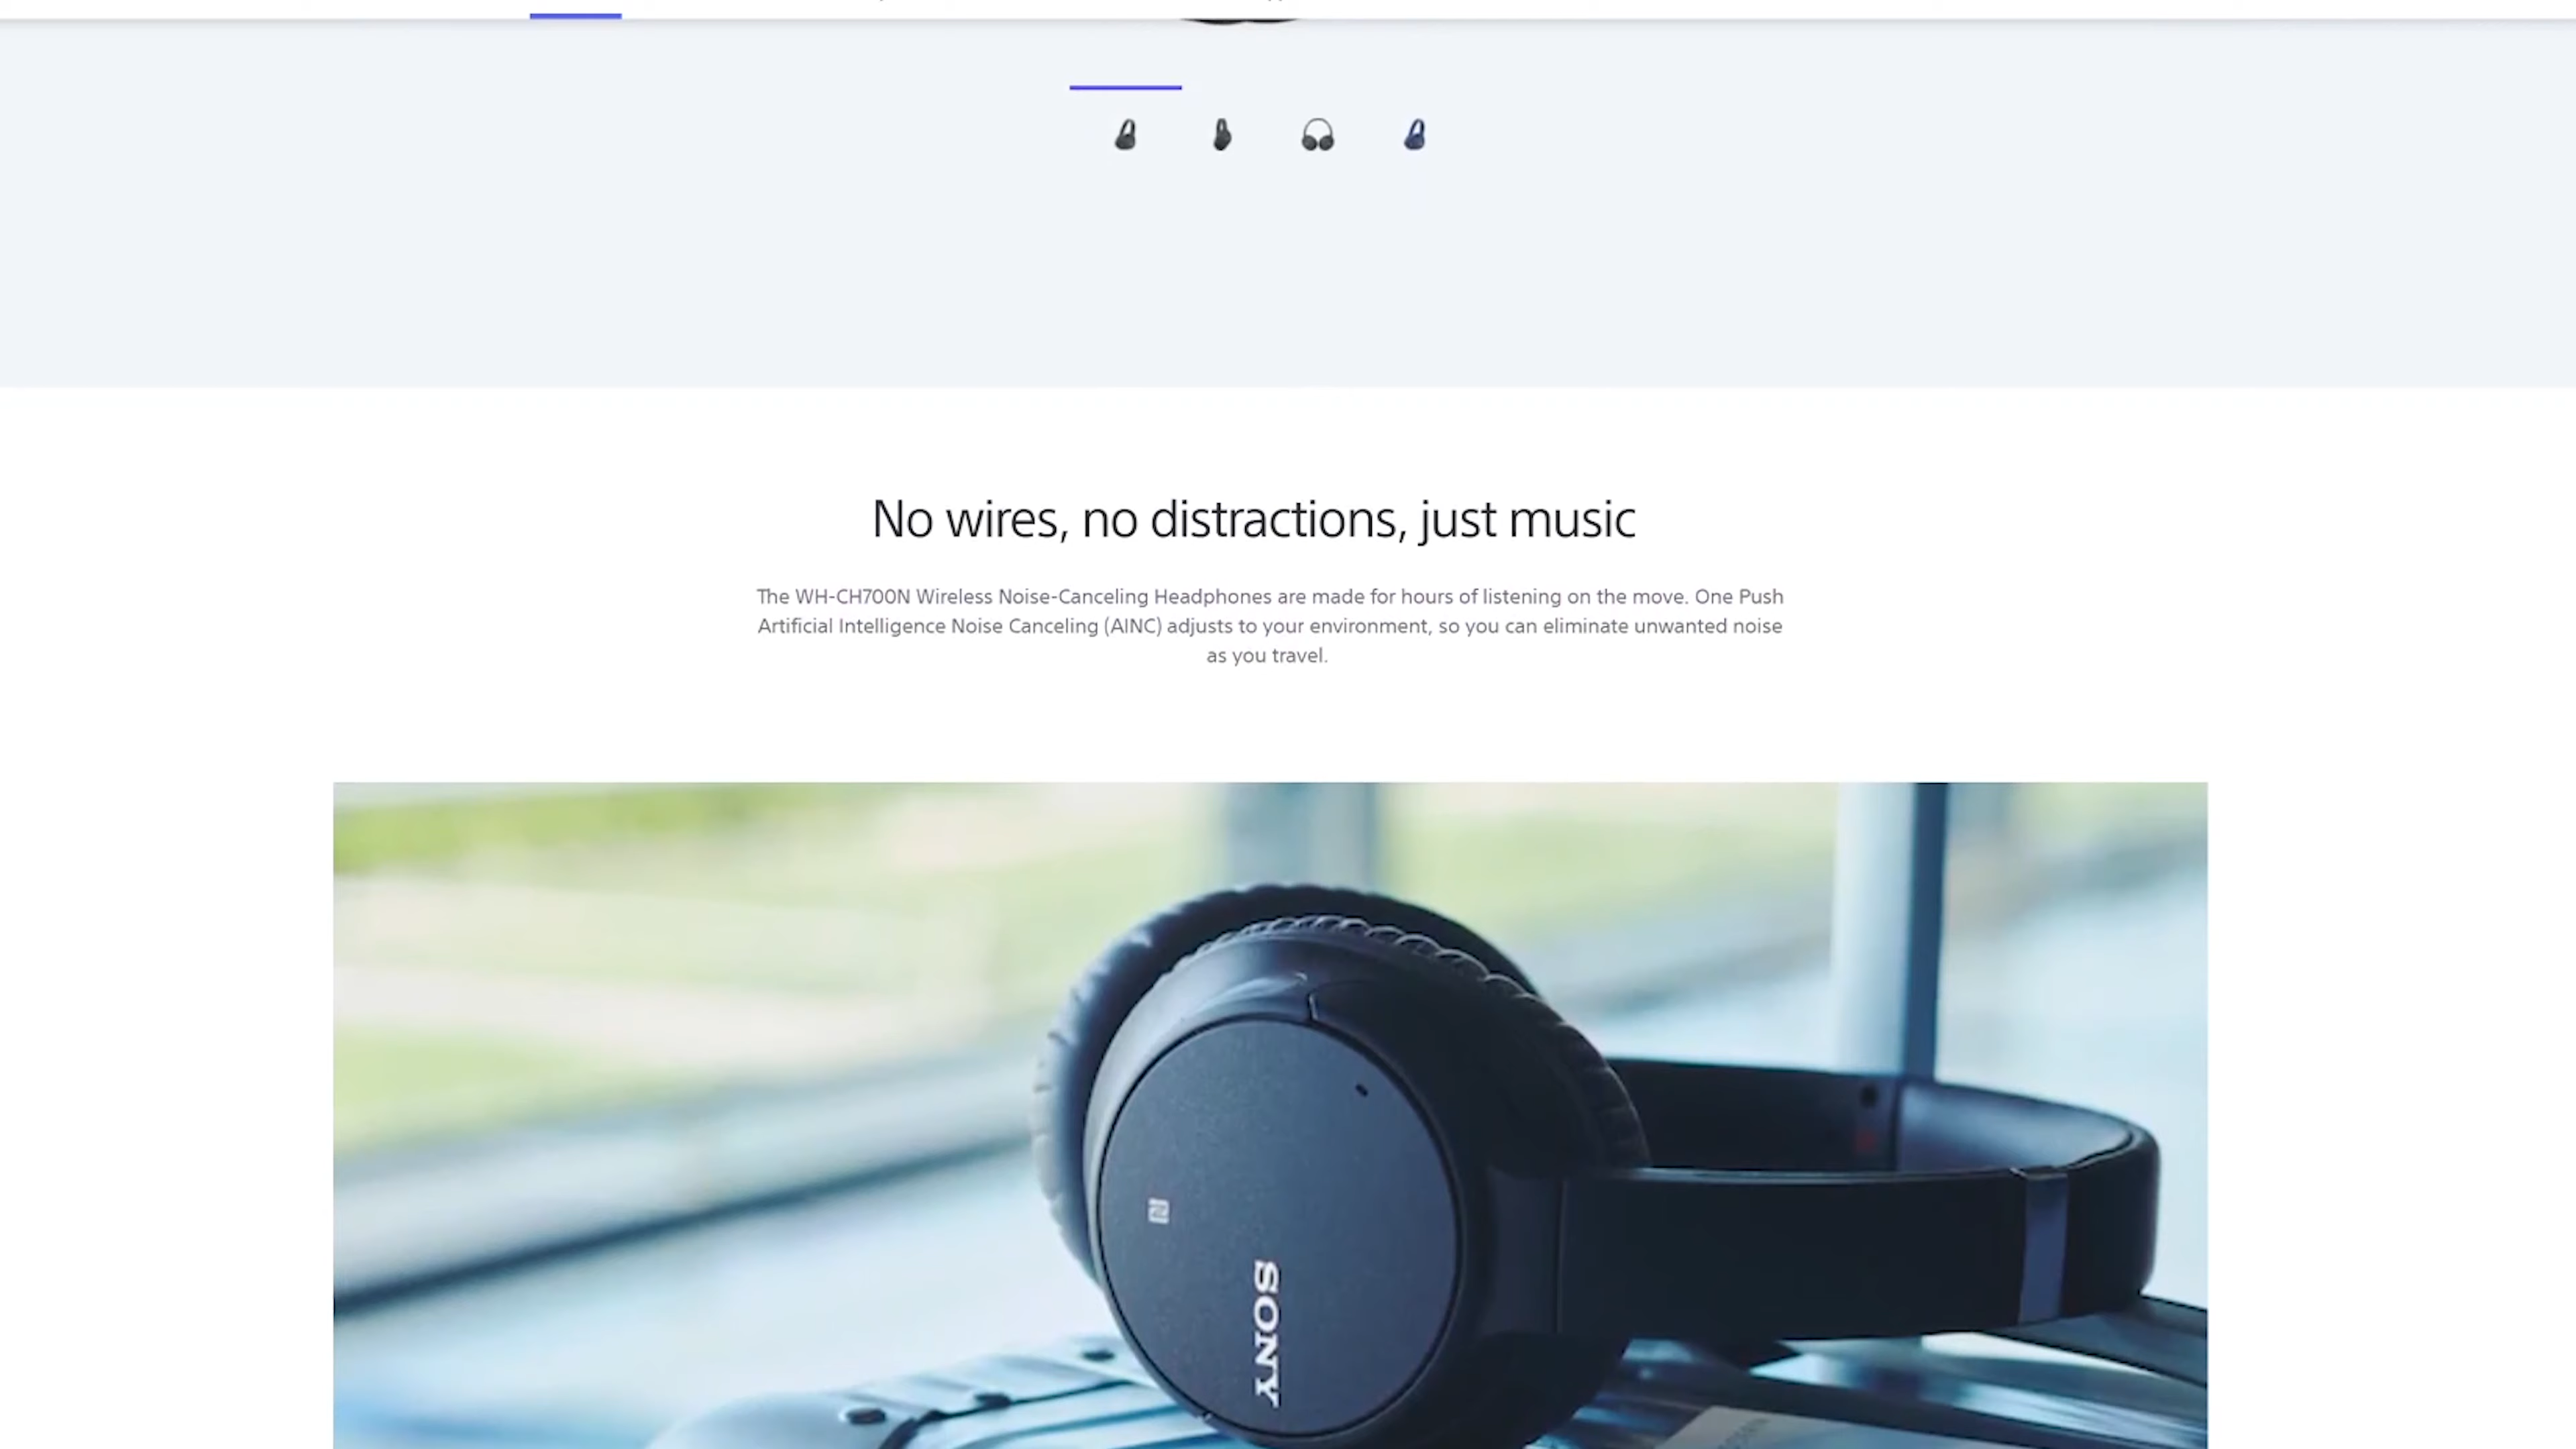 No wires, no distractions, just music
The WH-CH700N Wireless Noise-Canceling Headphones are made for hours of listening on the move. One Push
Artificial Intelligence Noise Canceling (AINC) adjusts to your environment, so you can eliminate unwanted noise
as you travel.
SONY